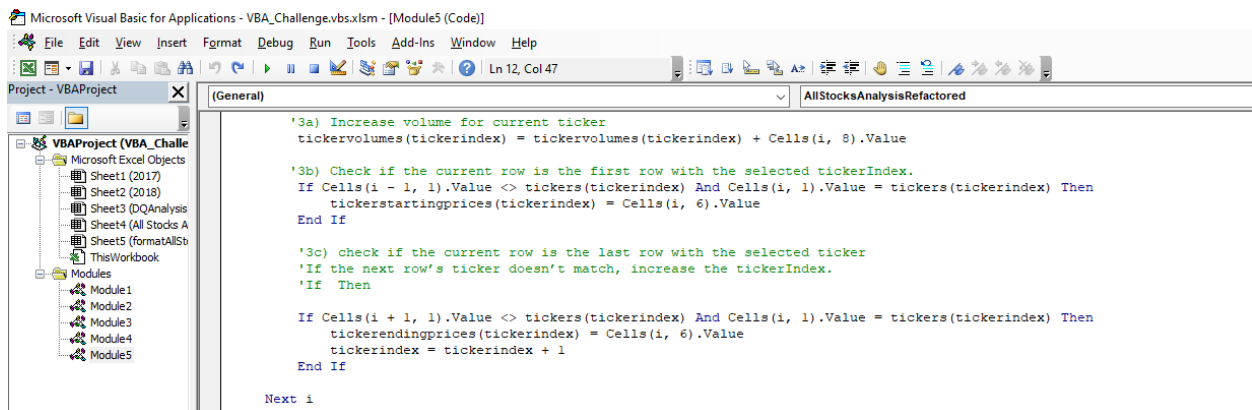 Microsoft Visual Basic for Applications - VBA_Challenge.vbs.xlsm - [Module5 (Code)]
File Edit View Insert Format Debug Run Tools Add-Ins Window Help
Ln 12, Col 47
Project - VBAProject
(General)
AllStocksAnalysisRefactored
VBAProject (VBA_Challe
Microsoft Excel Objects
Sheet1 (2017)
Sheet2 (2018)
Sheet3 (DQAnalysis
Sheet4 (All Stocks A
Sheet5 (formatAllSt
ThisWorkbook
Modules
Module1
Module2
Module3
Module4
Module5
'3a) Increase volume for current ticker
tickervolumes(tickerindex) = tickervolumes(tickerindex) + Cells(i, 8).Value
'3b) Check if the current row is the first row with the selected tickerIndex.
If Cells(i - 1, 1).Value <> tickers(tickerindex) And Cells(i, 1).Value = tickers(tickerindex) Then
tickerstartingprices(tickerindex) = Cells(i, 6).Value
End If
'3c) check if the current row is the last row with the selected ticker
'If the next row's ticker doesn't match, increase the tickerIndex.
'If  Then
If Cells(i + 1, 1).Value <> tickers(tickerindex) And Cells(i, 1).Value = tickers(tickerindex) Then
tickerendingprices(tickerindex) = Cells(i, 6).Value
tickerindex = tickerindex + 1
End If
Next i